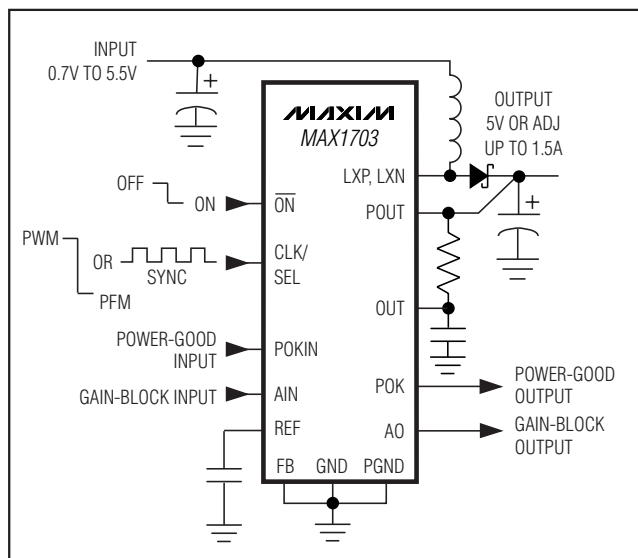 INPUT
0.7V TO 5.5V
+
MAXIM
MAX1703
OUTPUT
5V OR ADJ
UP TO 1.5A
LXP, LXN
+
OFF
ON
ON
POUT
PWM
OR
SYNC
PFM
CLK/
SEL
OUT
POWER-GOOD
INPUT
POKIN
GAIN-BLOCK INPUT
AIN
POK
POWER-GOOD
OUTPUT
REF
AO
GAIN-BLOCK
OUTPUT
FB GND PGND